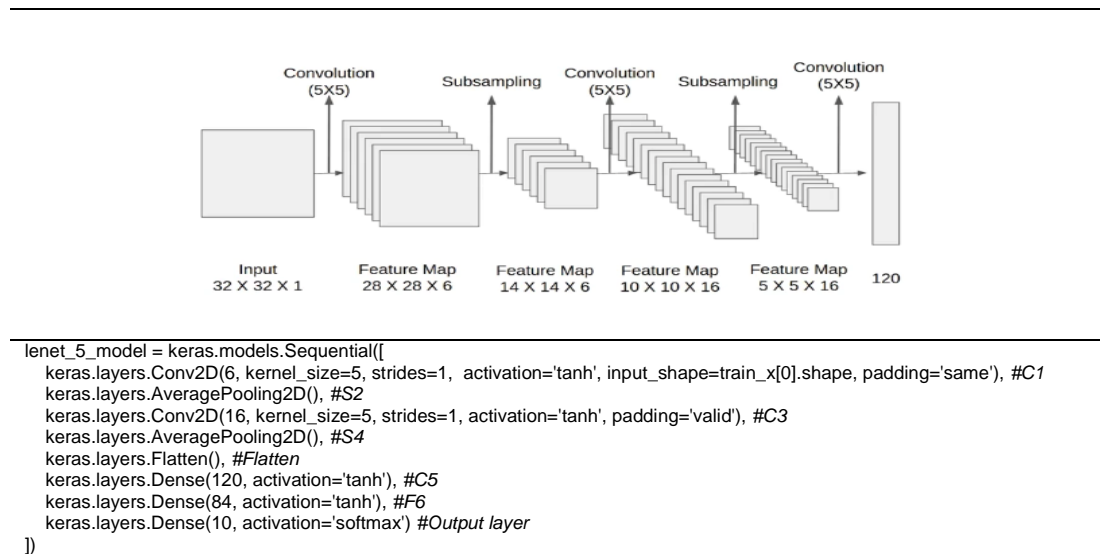 Convolution
(5X5)
Subsampling
Convolution
(5X5)
Subsampling
Convolution
(5X5)
Input
32 X 32 X 1
Feature Map
28 X 28 X 6
Feature Map
14 X 14 X 6
Feature Map
10 X 10 X 16
Feature Map
5 X 5 X 16
120
lenet_5_model = keras.models.Sequential([
keras.layers.Conv2D(6, kernel_size=5, strides=1, activation='tanh', input_shape=train_x[0].shape, padding='same'), #C1
keras.layers.AveragePooling2D(), #S2
keras.layers.Conv2D(16, kernel_size=5, strides=1, activation='tanh', padding='valid'), #C3
keras.layers.AveragePooling2D(), #S4
keras.layers.Flatten(), #Flatten
keras.layers.Dense(120, activation='tanh'), #C5
keras.layers.Dense(84, activation='tanh'), #F6
keras.layers.Dense(10, activation='softmax') #Output layer
])